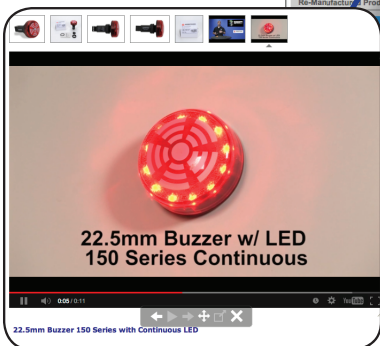 Re-Manufactured Prod
22.5mm Buzzer w/ LED
150 Series Continuous
0:05 / 0:11
YouTube
22.5mm Buzzer 150 Series with Continuous LED